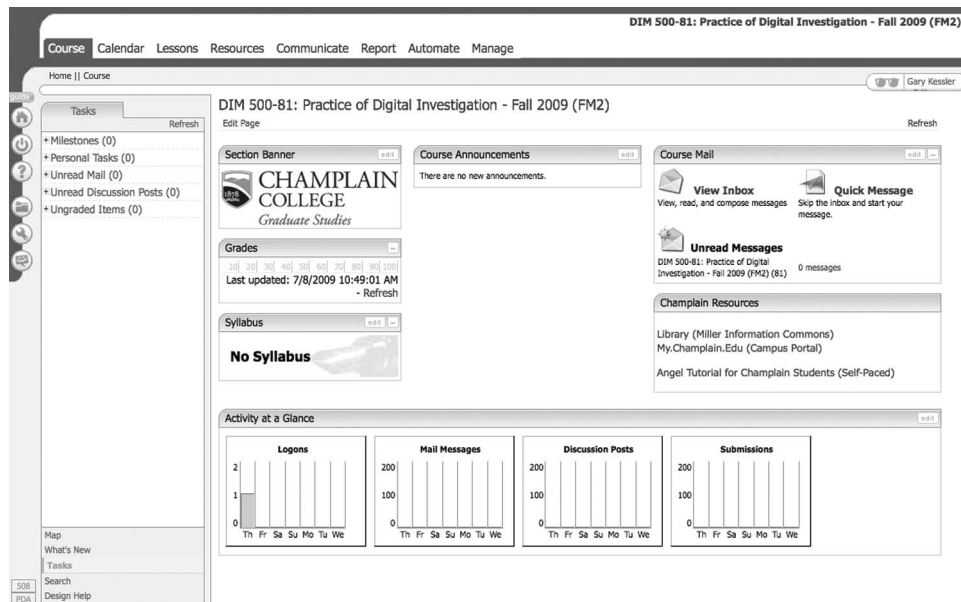 DIM 500-81: Practice of Digital Investigation - Fall 2009 (FM2)
Course Calendar Lessons Resources Communicate Report Automate Manage
Home || Course
Gary Kessler
guide
Tasks
Refresh
+ Milestones (0)
+ Personal Tasks (0)
+ Unread Mail (0)
+ Unread Discussion Posts (0)
+ Ungraded Items (0)
Map
What's New
Tasks
Search
Design Help
508
PDA
DIM 500-81: Practice of Digital Investigation - Fall 2009 (FM2)
Edit Page
Refresh
Section Banner
edit
1878
CHAMPLAIN
COLLEGE
Graduate Studies
Grades
10 20 30 40 50 60 70 80 90 100
Last updated: 7/8/2009 10:49:01 AM
- Refresh
Syllabus
edit
No Syllabus
Course Announcements
edit
There are no new announcements.
Course Mail
edit
View Inbox
View, read, and compose messages
Quick Message
Skip the inbox and start your
message.
Unread Messages
DIM 500-81: Practice of Digital
Investigation - Fall 2009 (FM2) (81)
0 messages
Champlain Resources
Library (Miller Information Commons)
My.Champlain.Edu (Campus Portal)
Angel Tutorial for Champlain Students (Self-Paced)
Activity at a Glance
edit
Logons
2
1
0
Th Fr Sa Su Mo Tu We
Mail Messages
200
100
0
Th Fr Sa Su Mo Tu We
Discussion Posts
200
100
0
Th Fr Sa Su Mo Tu We
Submissions
200
100
0
Th Fr Sa Su Mo Tu We